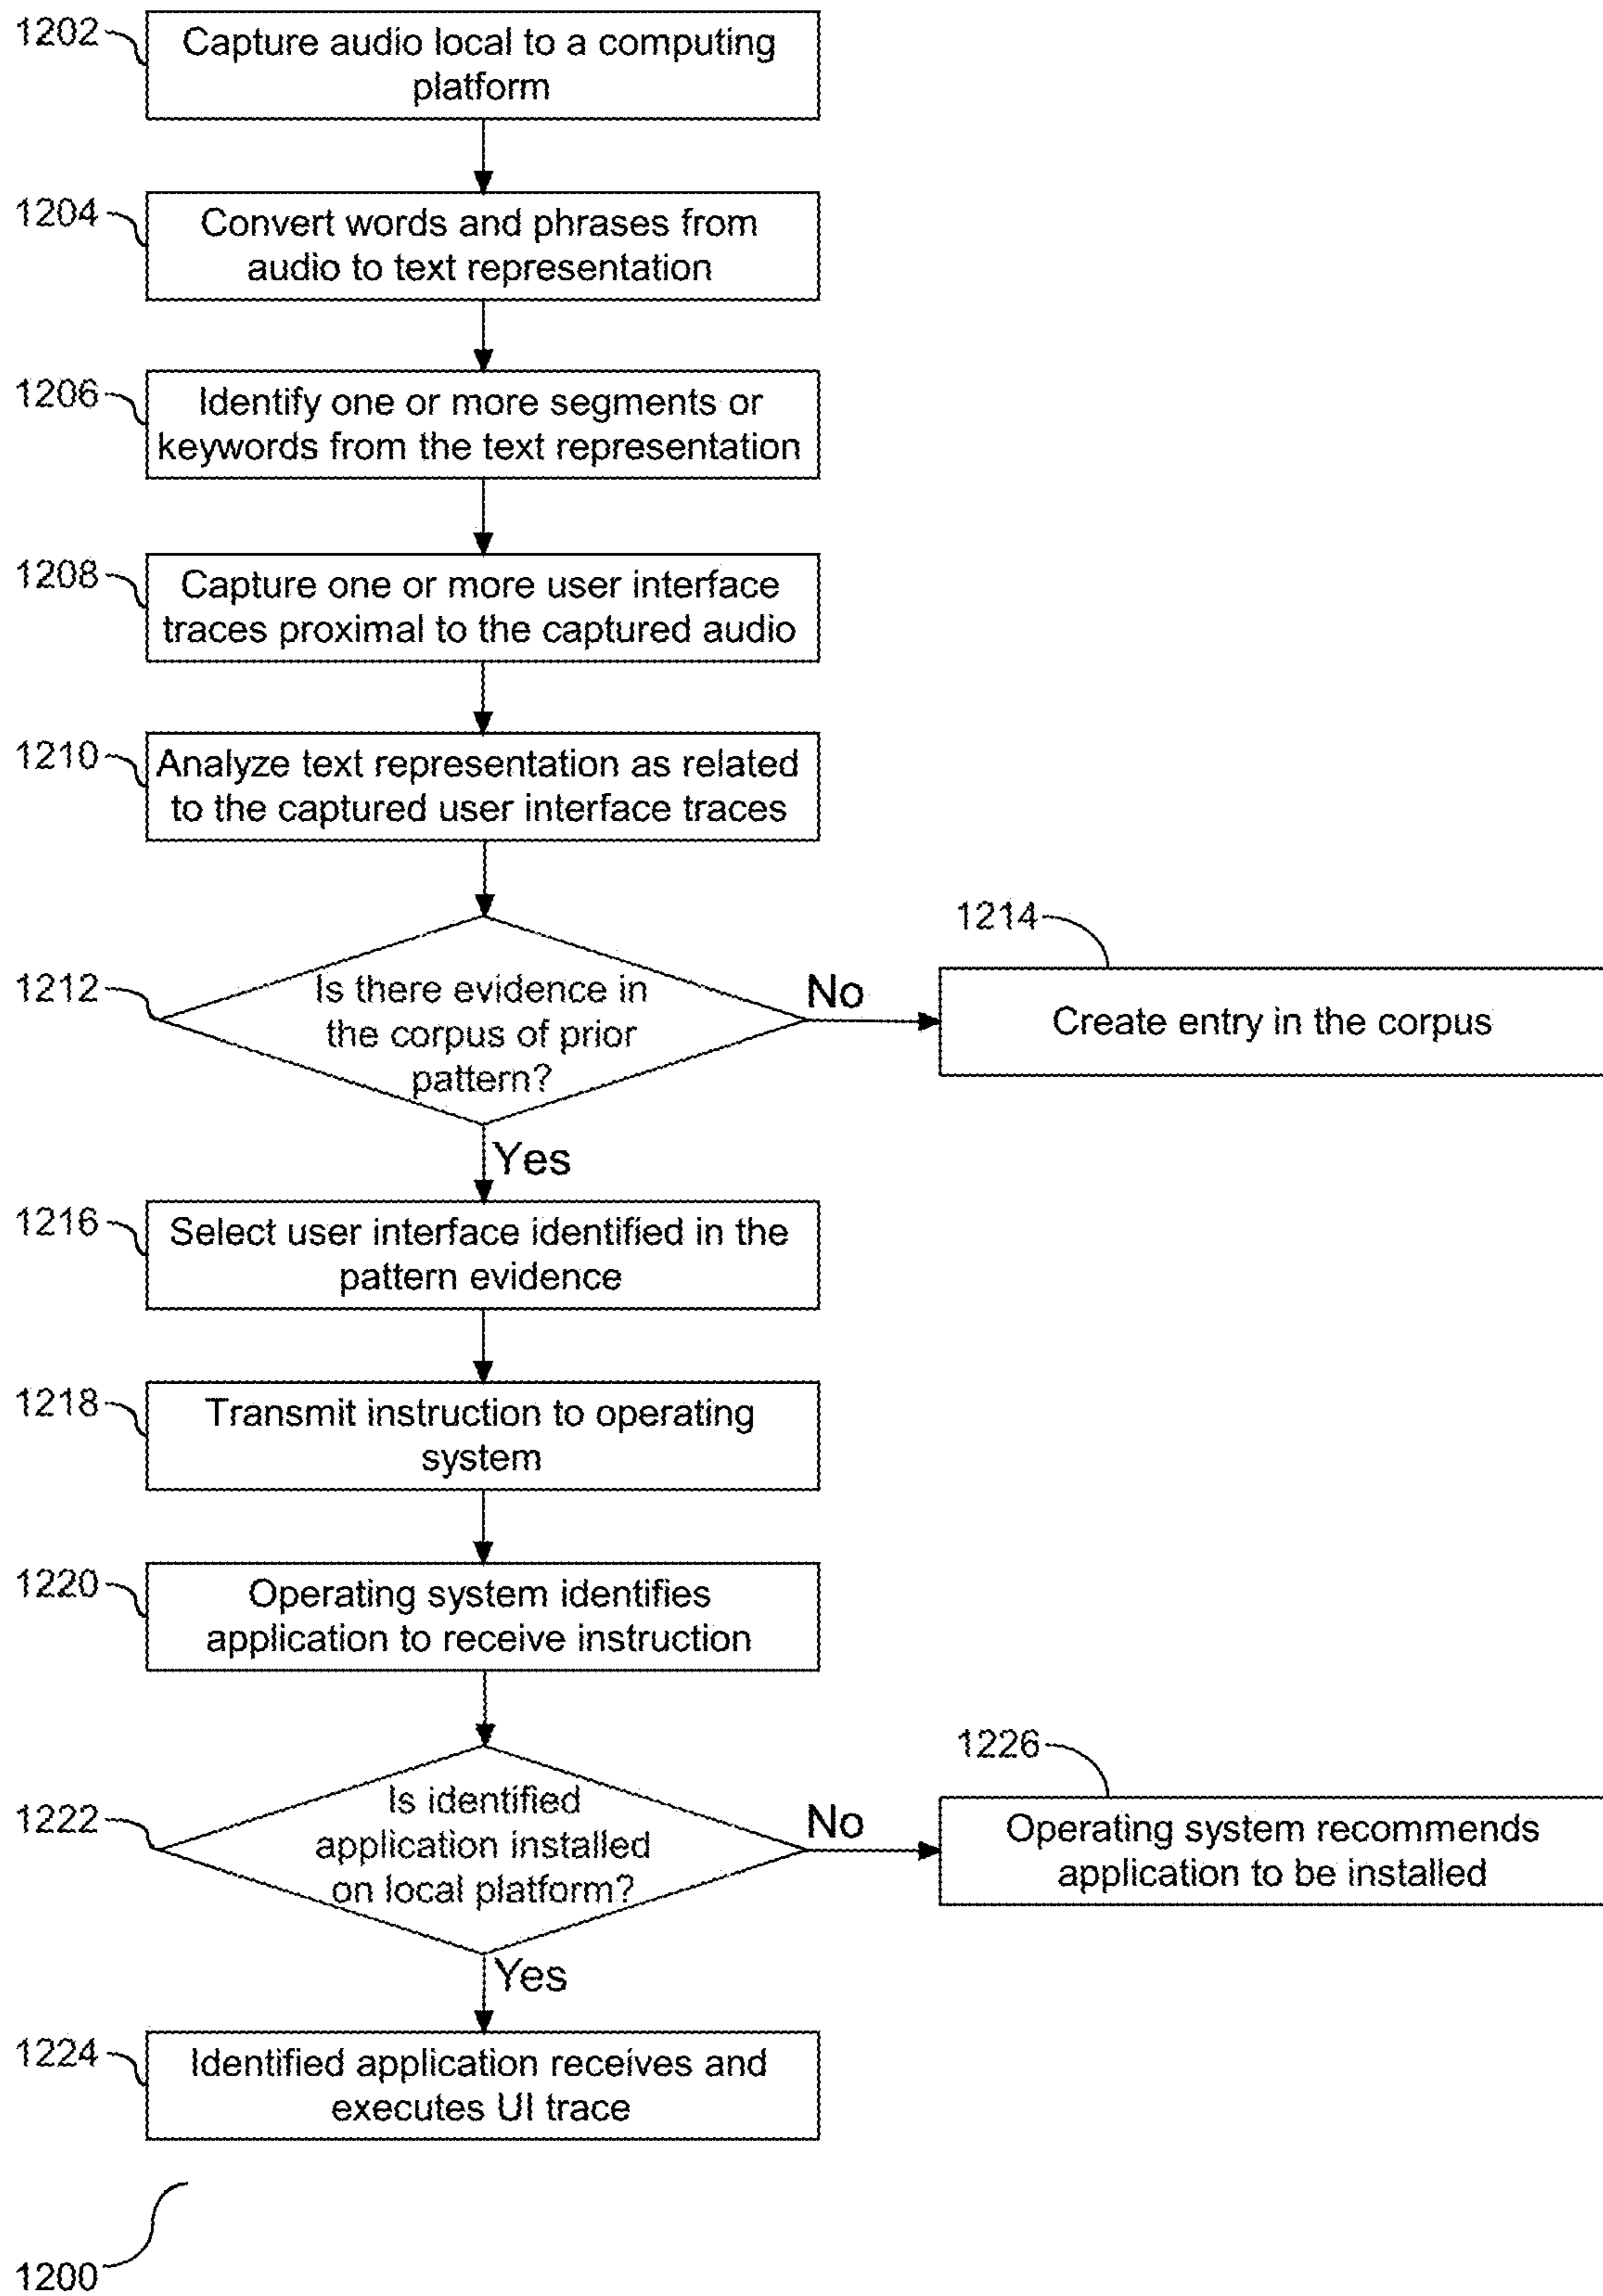 1202
Capture audio local to a computing
platform
1204
Convert words and phrases from
audio to text representation
1206
Identify one or more segments or
keywords from the text representation
1208
Capture one or more user interface
traces proximal to the captured audio
1210
Analyze text representation as related
to the captured user interface traces
1212
Is there evidence in
the corpus of prior
pattern?
No
1214
Create entry in the corpus
Yes
1216
Select user interface identified in the
pattern evidence
1218
Transmit instruction to operating
system
1220
Operating system identifies
application to receive instruction
1222
Is identified
application installed
on local platform?
No
1226
Operating system recommends
application to be installed
Yes
1224
Identified application receives and
executes UI trace
1200